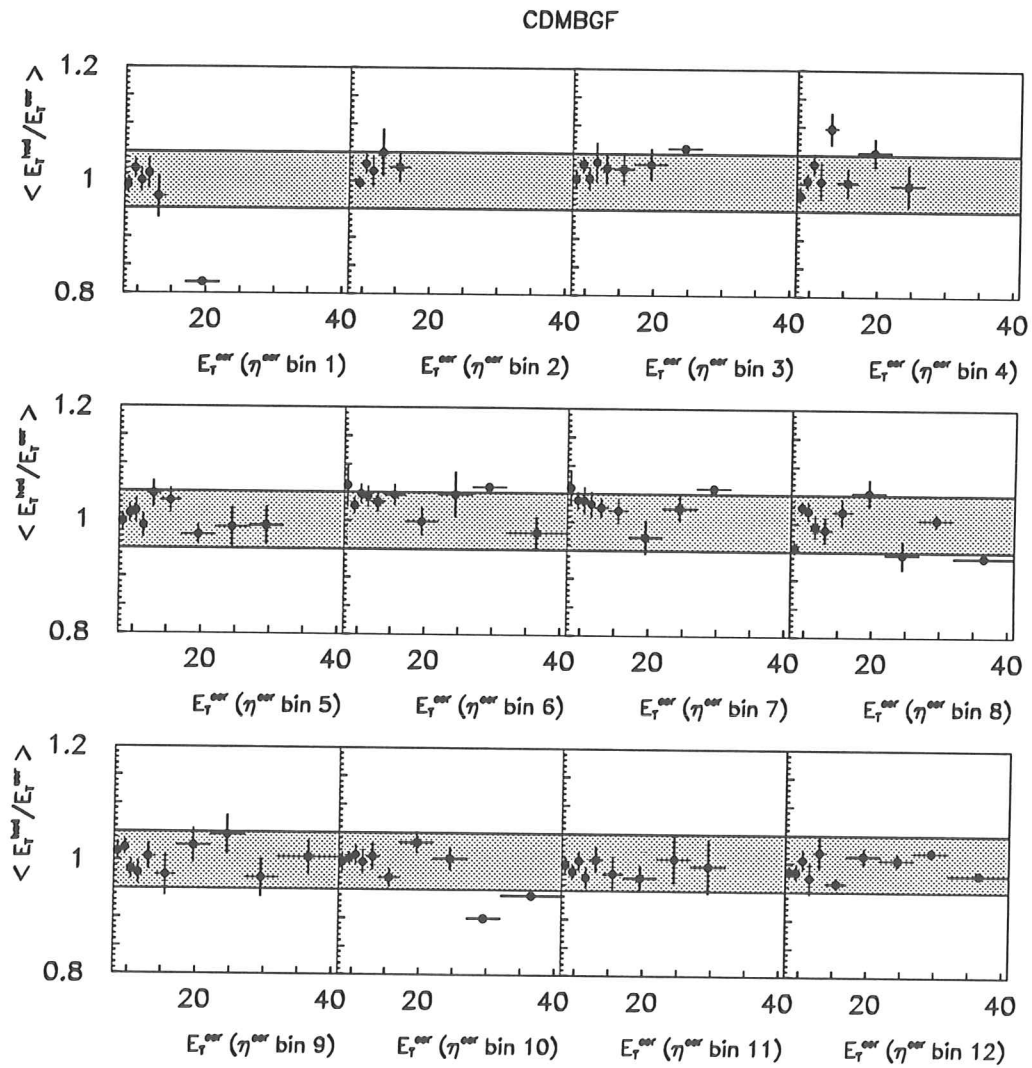 CDMBGF
< E_T^had/E_T^cor >
1.2
1
0.8
20 40 20 40 20 40 20 40
E_T^cor (η^cor bin 1) E_T^cor (η^cor bin 2) E_T^cor (η^cor bin 3) E_T^cor (η^cor bin 4)
< E_T^had/E_T^cor >
1.2
1
0.8
20 40 20 40 20 40 20 40
E_T^cor (η^cor bin 5) E_T^cor (η^cor bin 6) E_T^cor (η^cor bin 7) E_T^cor (η^cor bin 8)
< E_T^had/E_T^cor >
1.2
1
0.8
20 40 20 40 20 40 20 40
E_T^cor (η^cor bin 9) E_T^cor (η^cor bin 10) E_T^cor (η^cor bin 11) E_T^cor (η^cor bin 12)